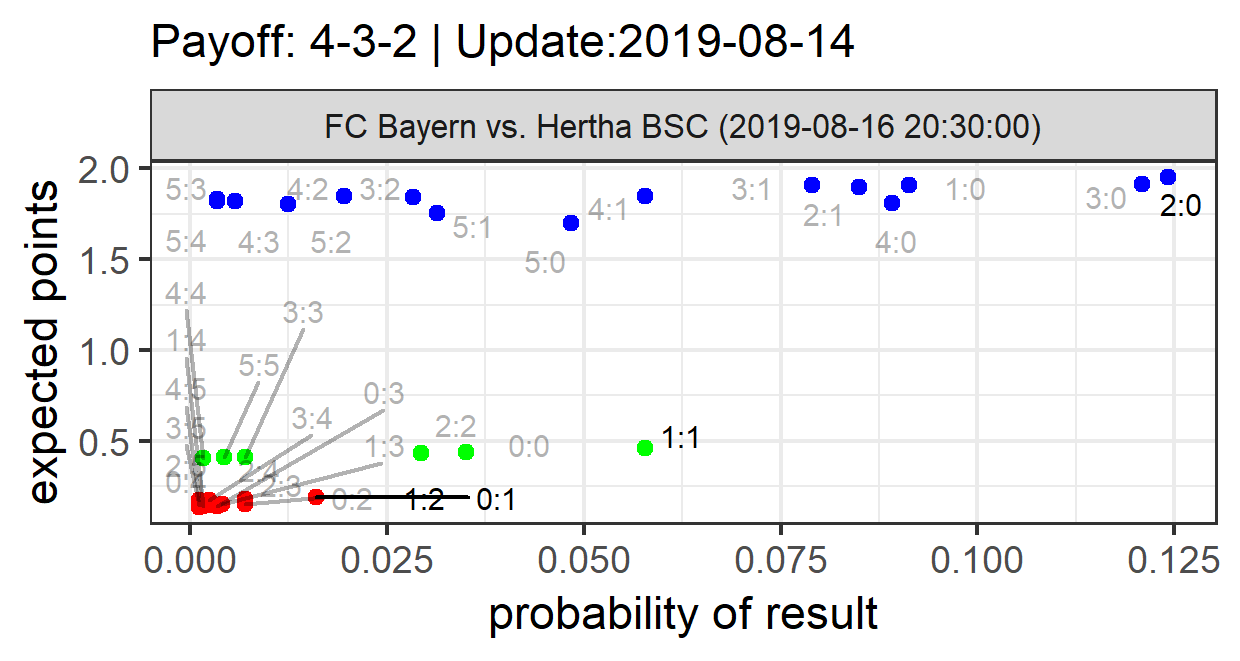 Payoff: 4-3-2 | Update:2019-08-14
FC Bayern vs. Hertha BSC (2019-08-16 20:30:00)
expected points
2.0
1.5
1.0
0.5
5:3 4:2 3:2 3:1 1:0 3:0 2:0
5:1 4:1 2:1
5:4 4:3 5:2 5:0 4:0
4:4 3:3
1:4
5:5
4:5 0:3
3:5 3:4 2:2 1:1
1:3 0:0
2:4
2:3
0:2 1:2 0:1
0.000 0.025 0.050 0.075 0.100 0.125
probability of result